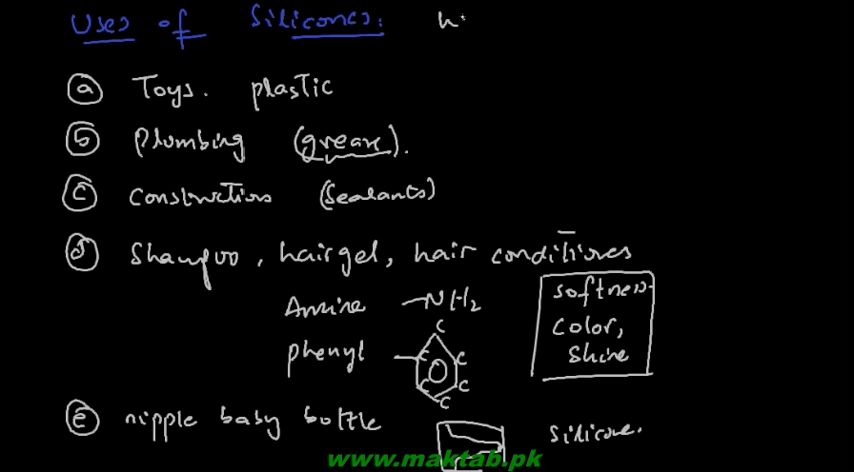 Uses of Silicones: h
(a) Toys. plastic
(b) Plumbing (grease).
(c) Construction (Sealants)
(d) Shampoo, hairgel, hair conditiores
Amine -NH2
Softness
Color,
Shine
phenyl
C
C C
C C
C
(e) nipple baby bottle
Silicone.
www.maktab.pk